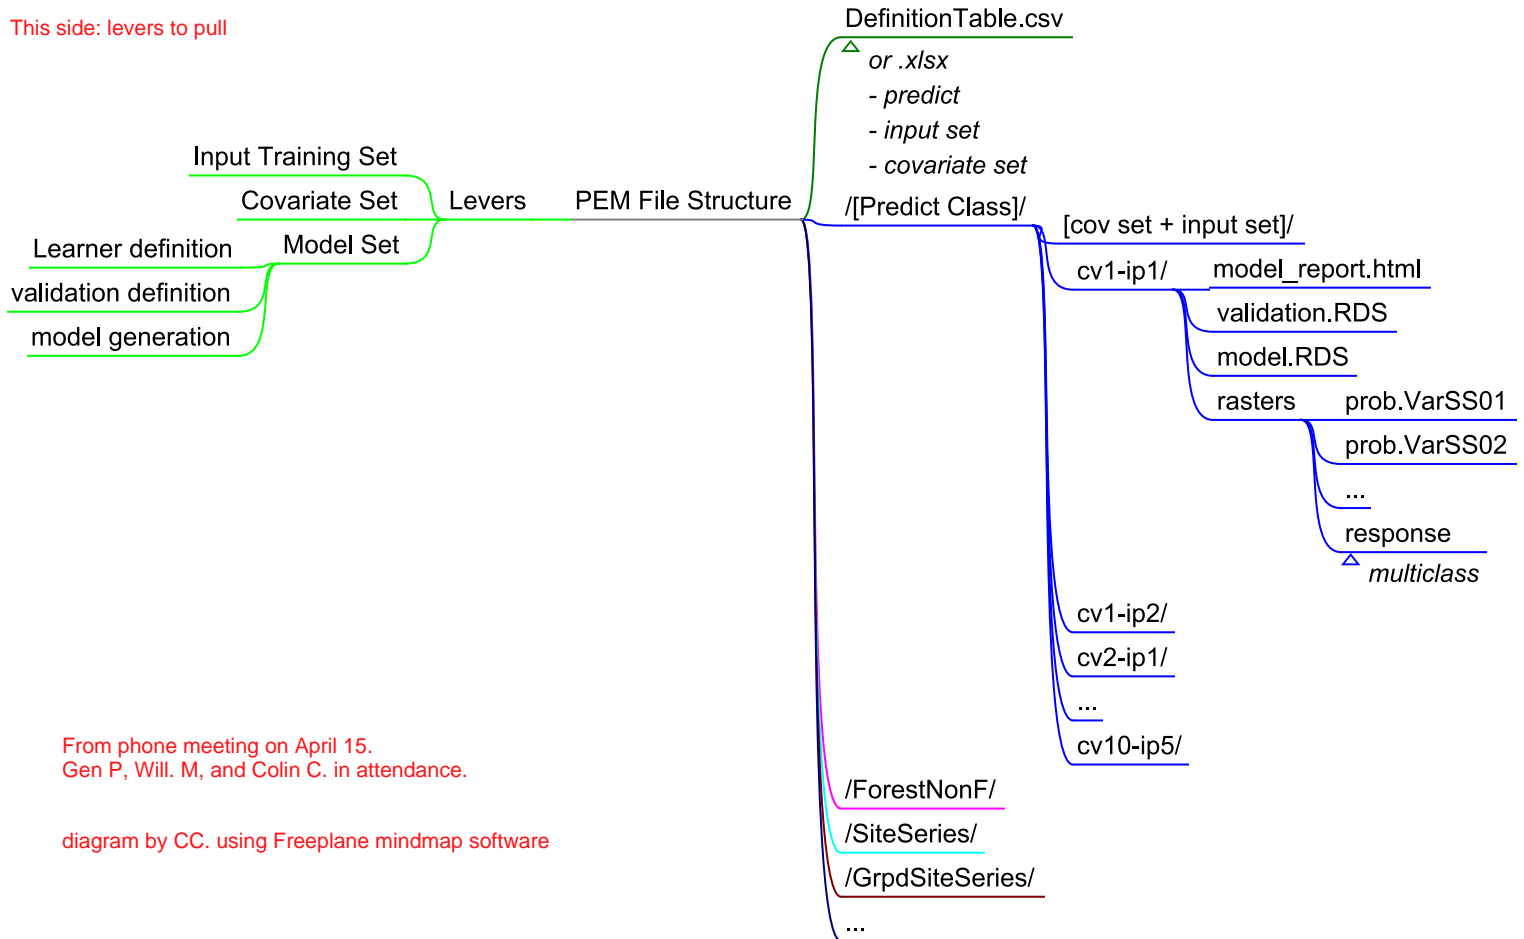 This side: levers to pull
DefinitionTable.csv
or .xlsx
- predict
- input set
- covariate set
Input Training Set
Covariate Set
Levers
PEM File Structure
/[Predict Class]/
[cov set + input set]/
Learner definition
Model Set
validation definition
model generation
cv1-ip1/
model_report.html
validation.RDS
model.RDS
rasters
prob.VarSS01
prob.VarSS02
...
response
multiclass
cv1-ip2/
cv2-ip1/
...
cv10-ip5/
From phone meeting on April 15.
Gen P, Will. M, and Colin C. in attendance.
diagram by CC. using Freeplane mindmap software
/ForestNonF/
/SiteSeries/
/GrpdSiteSeries/
...